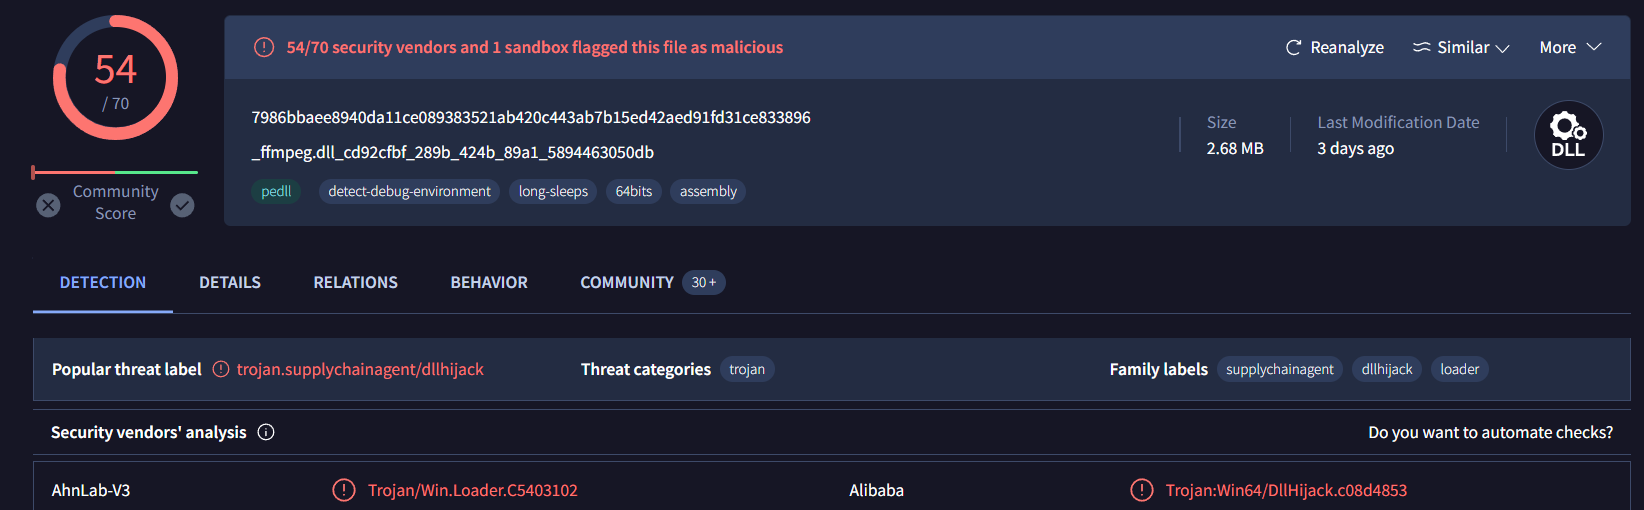 54
/ 70
Community
Score
54/70 security vendors and 1 sandbox flagged this file as malicious
Reanalyze Similar More
7986bbaee8940da11ce089383521ab420c443ab7b15ed42aed91fd31ce833896
_ffmpeg.dll_cd92cfbf_289b_424b_89a1_5894463050db
pedll detect-debug-environment long-sleeps 64bits assembly
Size
2.68 MB
Last Modification Date
3 days ago
DLL
DETECTION DETAILS RELATIONS BEHAVIOR COMMUNITY 30+
Popular threat label trojan.supplychainagent/dllhijack Threat categories trojan Family labels supplychainagent dllhijack loader
Security vendors' analysis Do you want to automate checks?
AhnLab-V3 Trojan/Win.Loader.C5403102 Alibaba Trojan:Win64/DllHijack.c08d4853